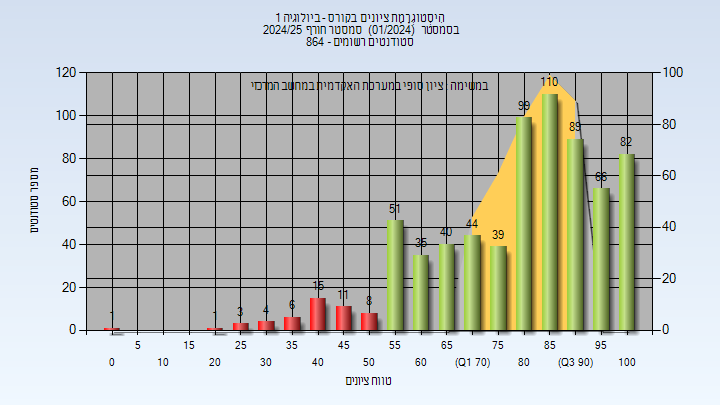 היסטוגרמת ציונים בקורס - ביולוגיה 1
בסמסטר (01/2024) סמסטר חורף 2024/25
סטודנטים רשומים - 864
במשימה ציון סופי במערכת האקדמית במחשב המרכזי
מספר סטודנטים
120 100 80 60 40 20 0
100 80 60 40 20 0
1 1 3 4 6 15 11 8 51 35 40 44 39 99 110 89 66 82
5 15 25 35 45 55 65 75 85 95
0 10 20 30 40 50 60 (Q1 70) 80 (Q3 90) 100
טווח ציונים